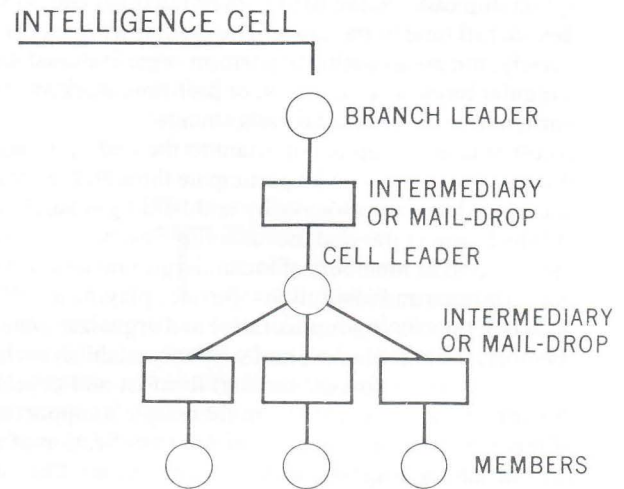 INTELLIGENCE CELL
BRANCH LEADER
INTERMEDIARY
OR MAIL-DROP
CELL LEADER
INTERMEDIARY
OR MAIL-DROP
MEMBERS